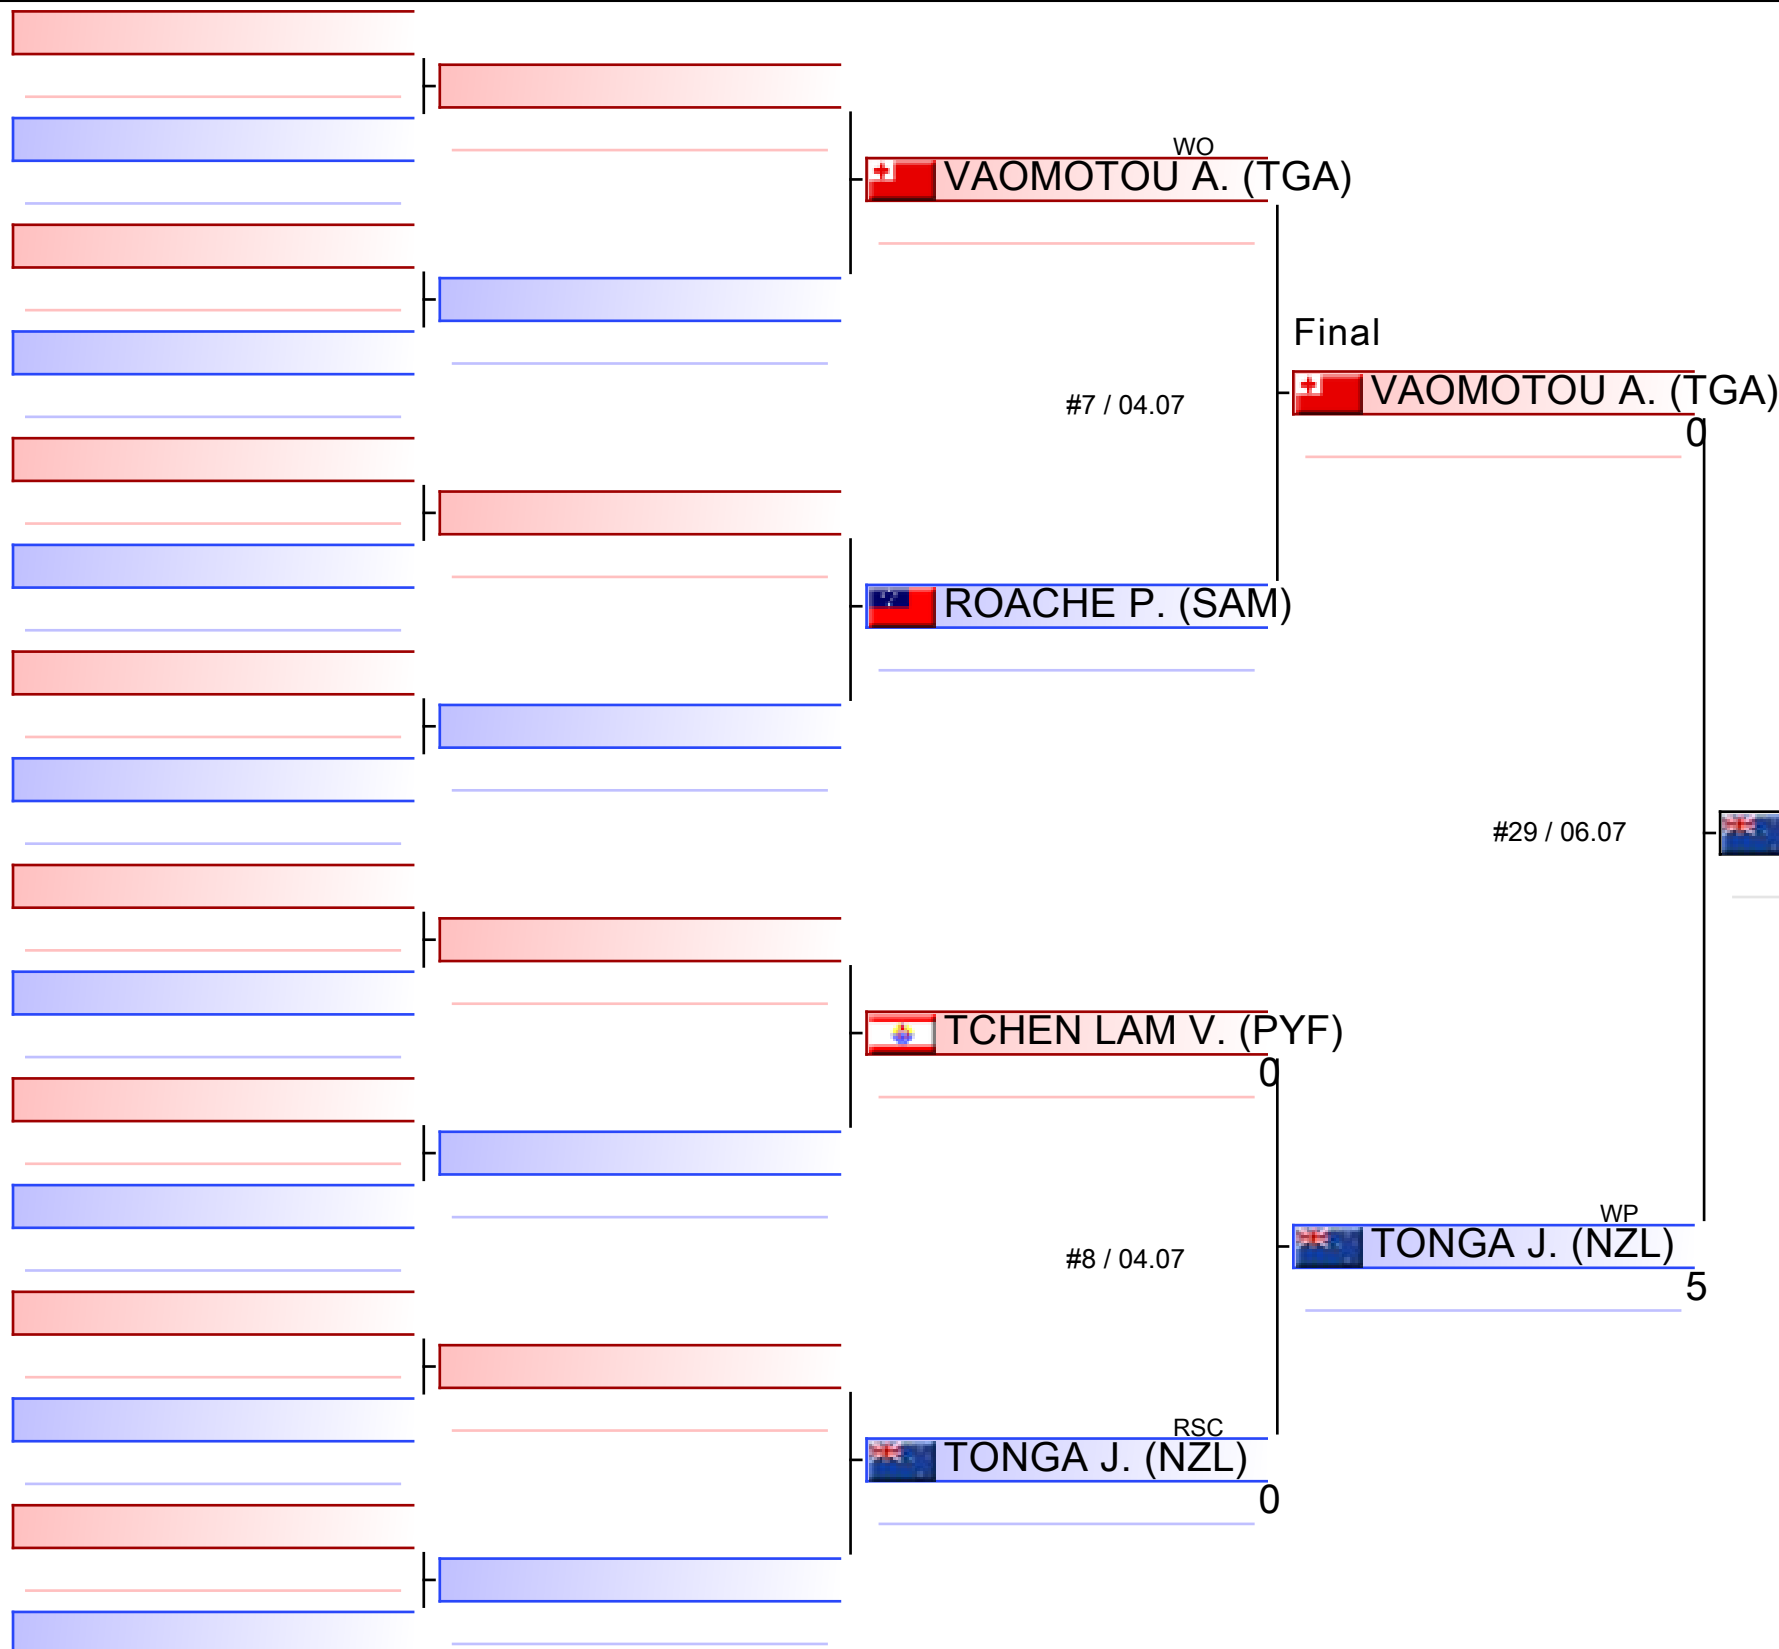 WO
VAOMOTOU A. (TGA)
Final
#7 / 04.07
VAOMOTOU A. (TGA)
0
ROACHE P. (SAM)
#29 / 06.07
TCHEN LAM V. (PYF)
0
#8 / 04.07
WP
TONGA J. (NZL)
5
RSC
TONGA J. (NZL)
0